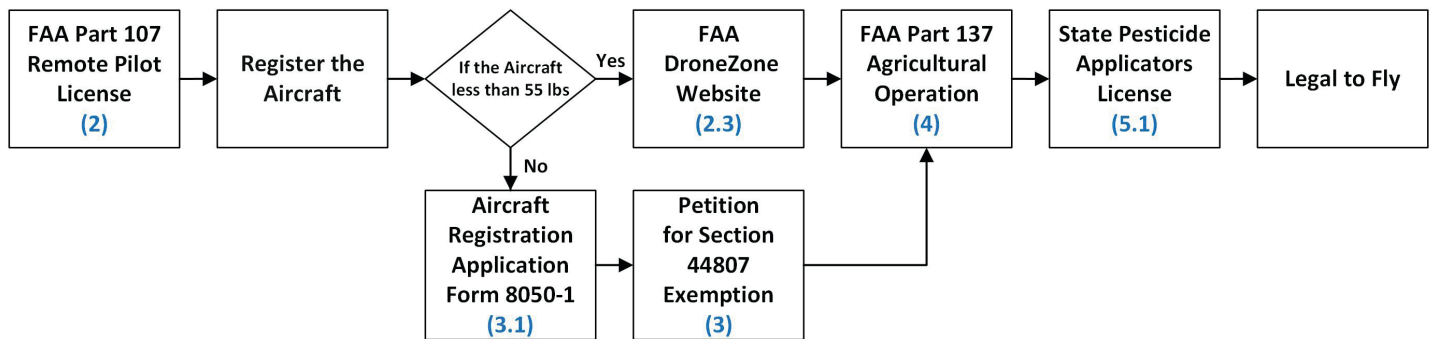 FAA Part 107
Remote Pilot
License
(2)
Register the
Aircraft
If the Aircraft
less than 55 lbs
Yes
No
FAA
DroneZone
Website
(2.3)
FAA Part 137
Agricultural
Operation
(4)
State Pesticide
Applicators
License
(5.1)
Legal to Fly
Aircraft
Registration
Application
Form 8050-1
(3.1)
Petition
for Section
44807
Exemption
(3)